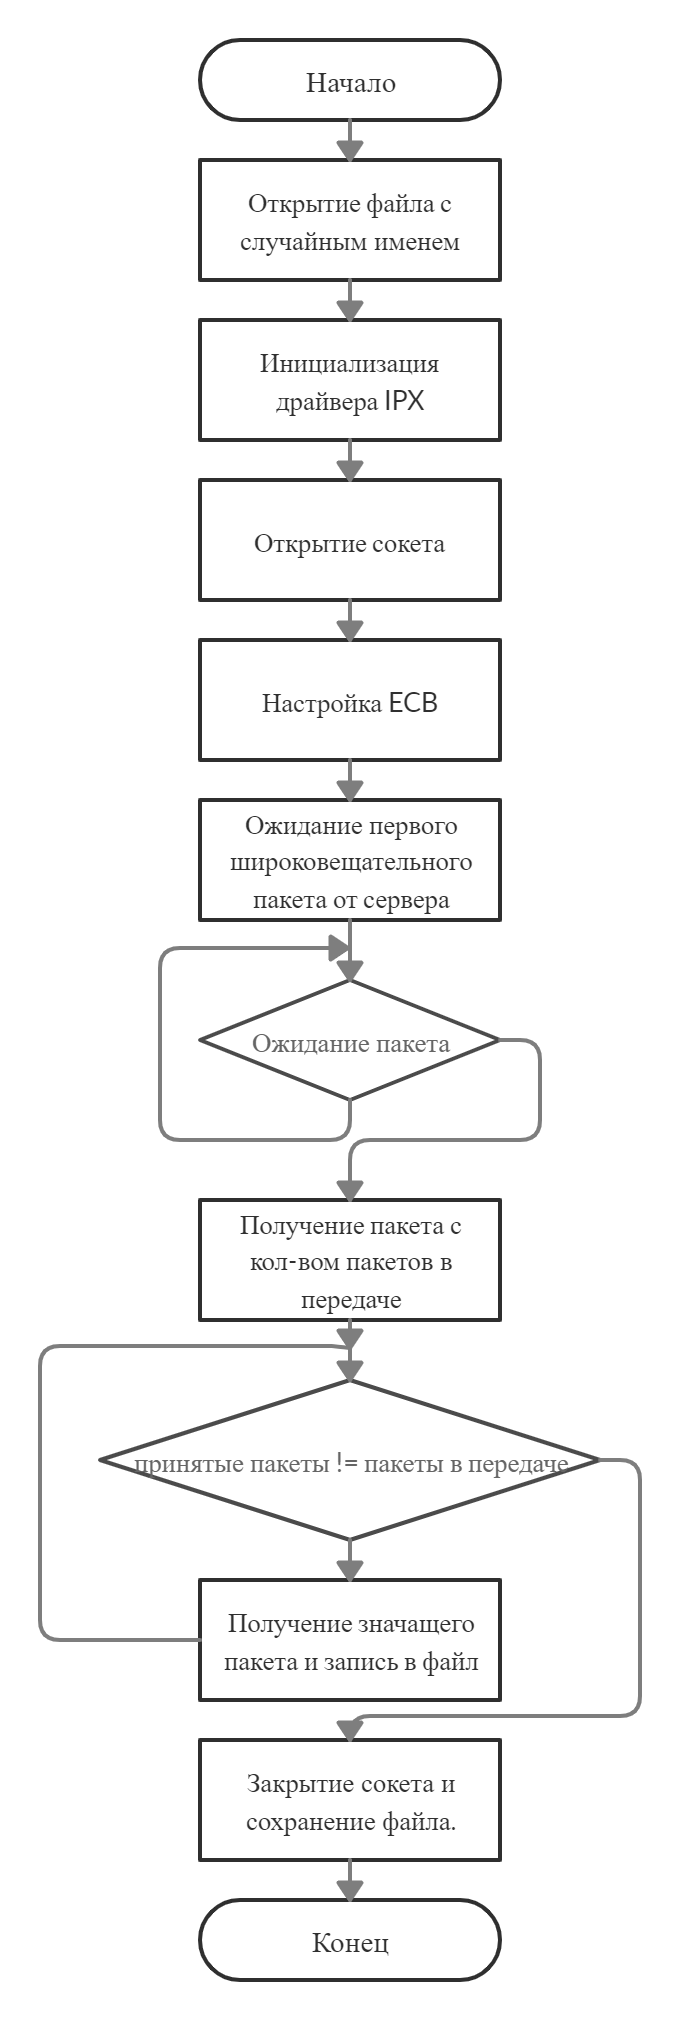 Начало
Открытие файла с
случайным именем
Инициализация
драйвера IPX
Открытие сокета
Настройка ECB
Ожидание первого
широковещательного
пакета от сервера
Ожидание пакета
Получение пакета с
кол-вом пакетов в
передаче
принятые пакеты != пакеты в передаче
Получение значащего
пакета и запись в файл
Закрытие сокета и
сохранение файла.
Конец